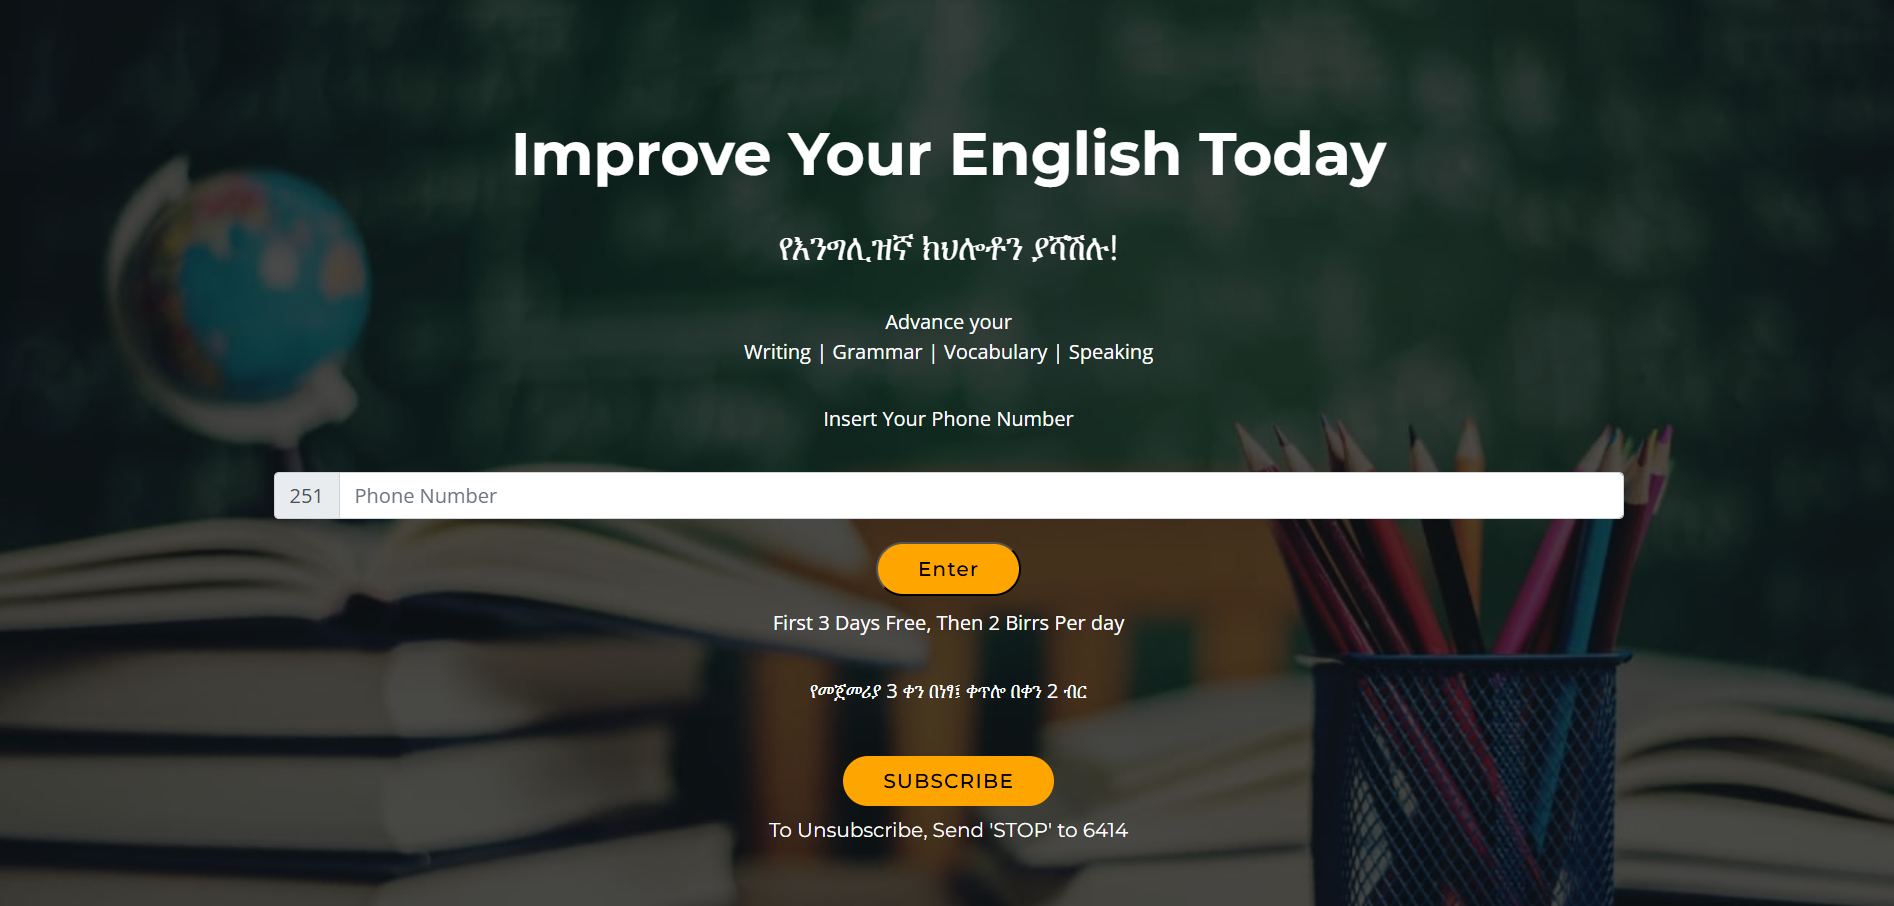 Improve Your English Today
የእንግሊዝኛ ክህሎቶን ያሻሽሉ!
Advance your
Writing | Grammar | Vocabulary | Speaking
Insert Your Phone Number
251 Phone Number
Enter
First 3 Days Free, Then 2 Birrs Per day
የመጀመሪያ 3 ቀን በነፃ፤ ቀጥሎ በቀን 2 ብር
SUBSCRIBE
To Unsubscribe, Send 'STOP' to 6414